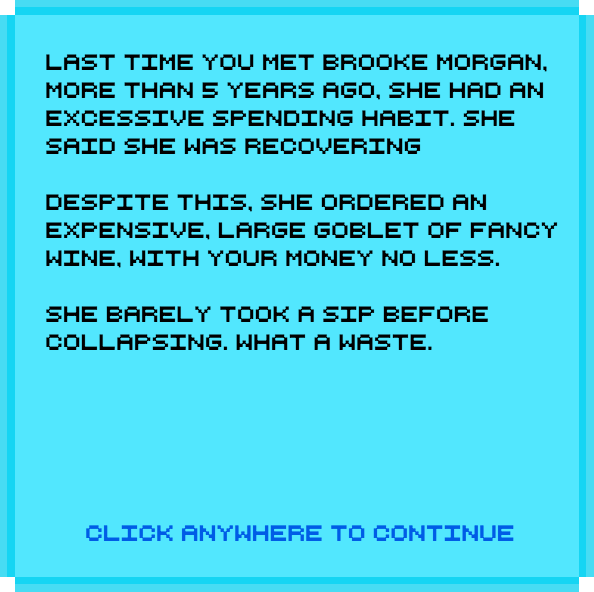 LAST TIME YOU MET BROOKE MORGAN,
MORE THAN 5 YEARS AGO, SHE HAD AN
EXCESSIVE SPENDING HABIT. SHE
SAID SHE WAS RECOVERING
DESPITE THIS, SHE ORDERED AN
EXPENSIVE, LARGE GOBLET OF FANCY
WINE, WITH YOUR MONEY NO LESS.
SHE BARELY TOOK A SIP BEFORE
COLLAPSING. WHAT A WASTE.
CLICK ANYWHERE TO CONTINUE